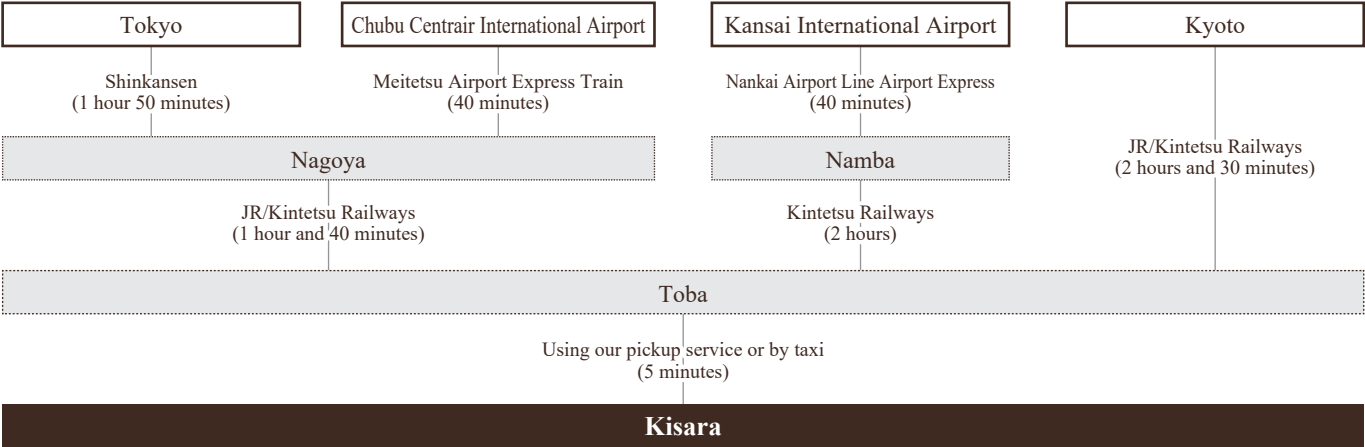 Tokyo
Chubu Centrair International Airport
Kansai International Airport
Kyoto
Shinkansen
(1 hour 50 minutes)
Meitetsu Airport Express Train
(40 minutes)
Nankai Airport Line Airport Express
(40 minutes)
JR/Kintetsu Railways
(2 hours and 30 minutes)
Nagoya
Namba
JR/Kintetsu Railways
(1 hour and 40 minutes)
Kintetsu Railways
(2 hours)
Toba
Using our pickup service or by taxi
(5 minutes)
Kisara